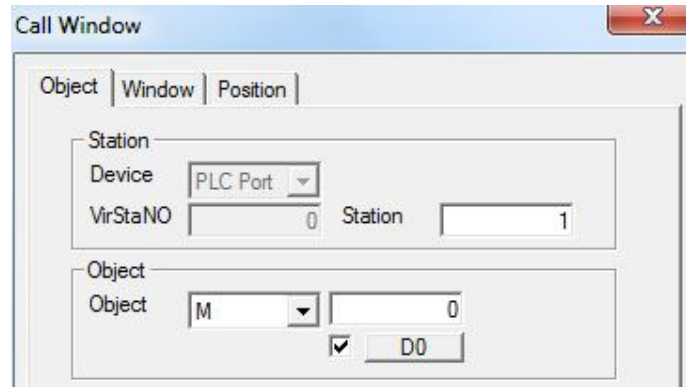 Call Window
X
Object Window Position
Station
Device PLC Port
VirStaNO 0 Station 1
Object
Object M 0
D0